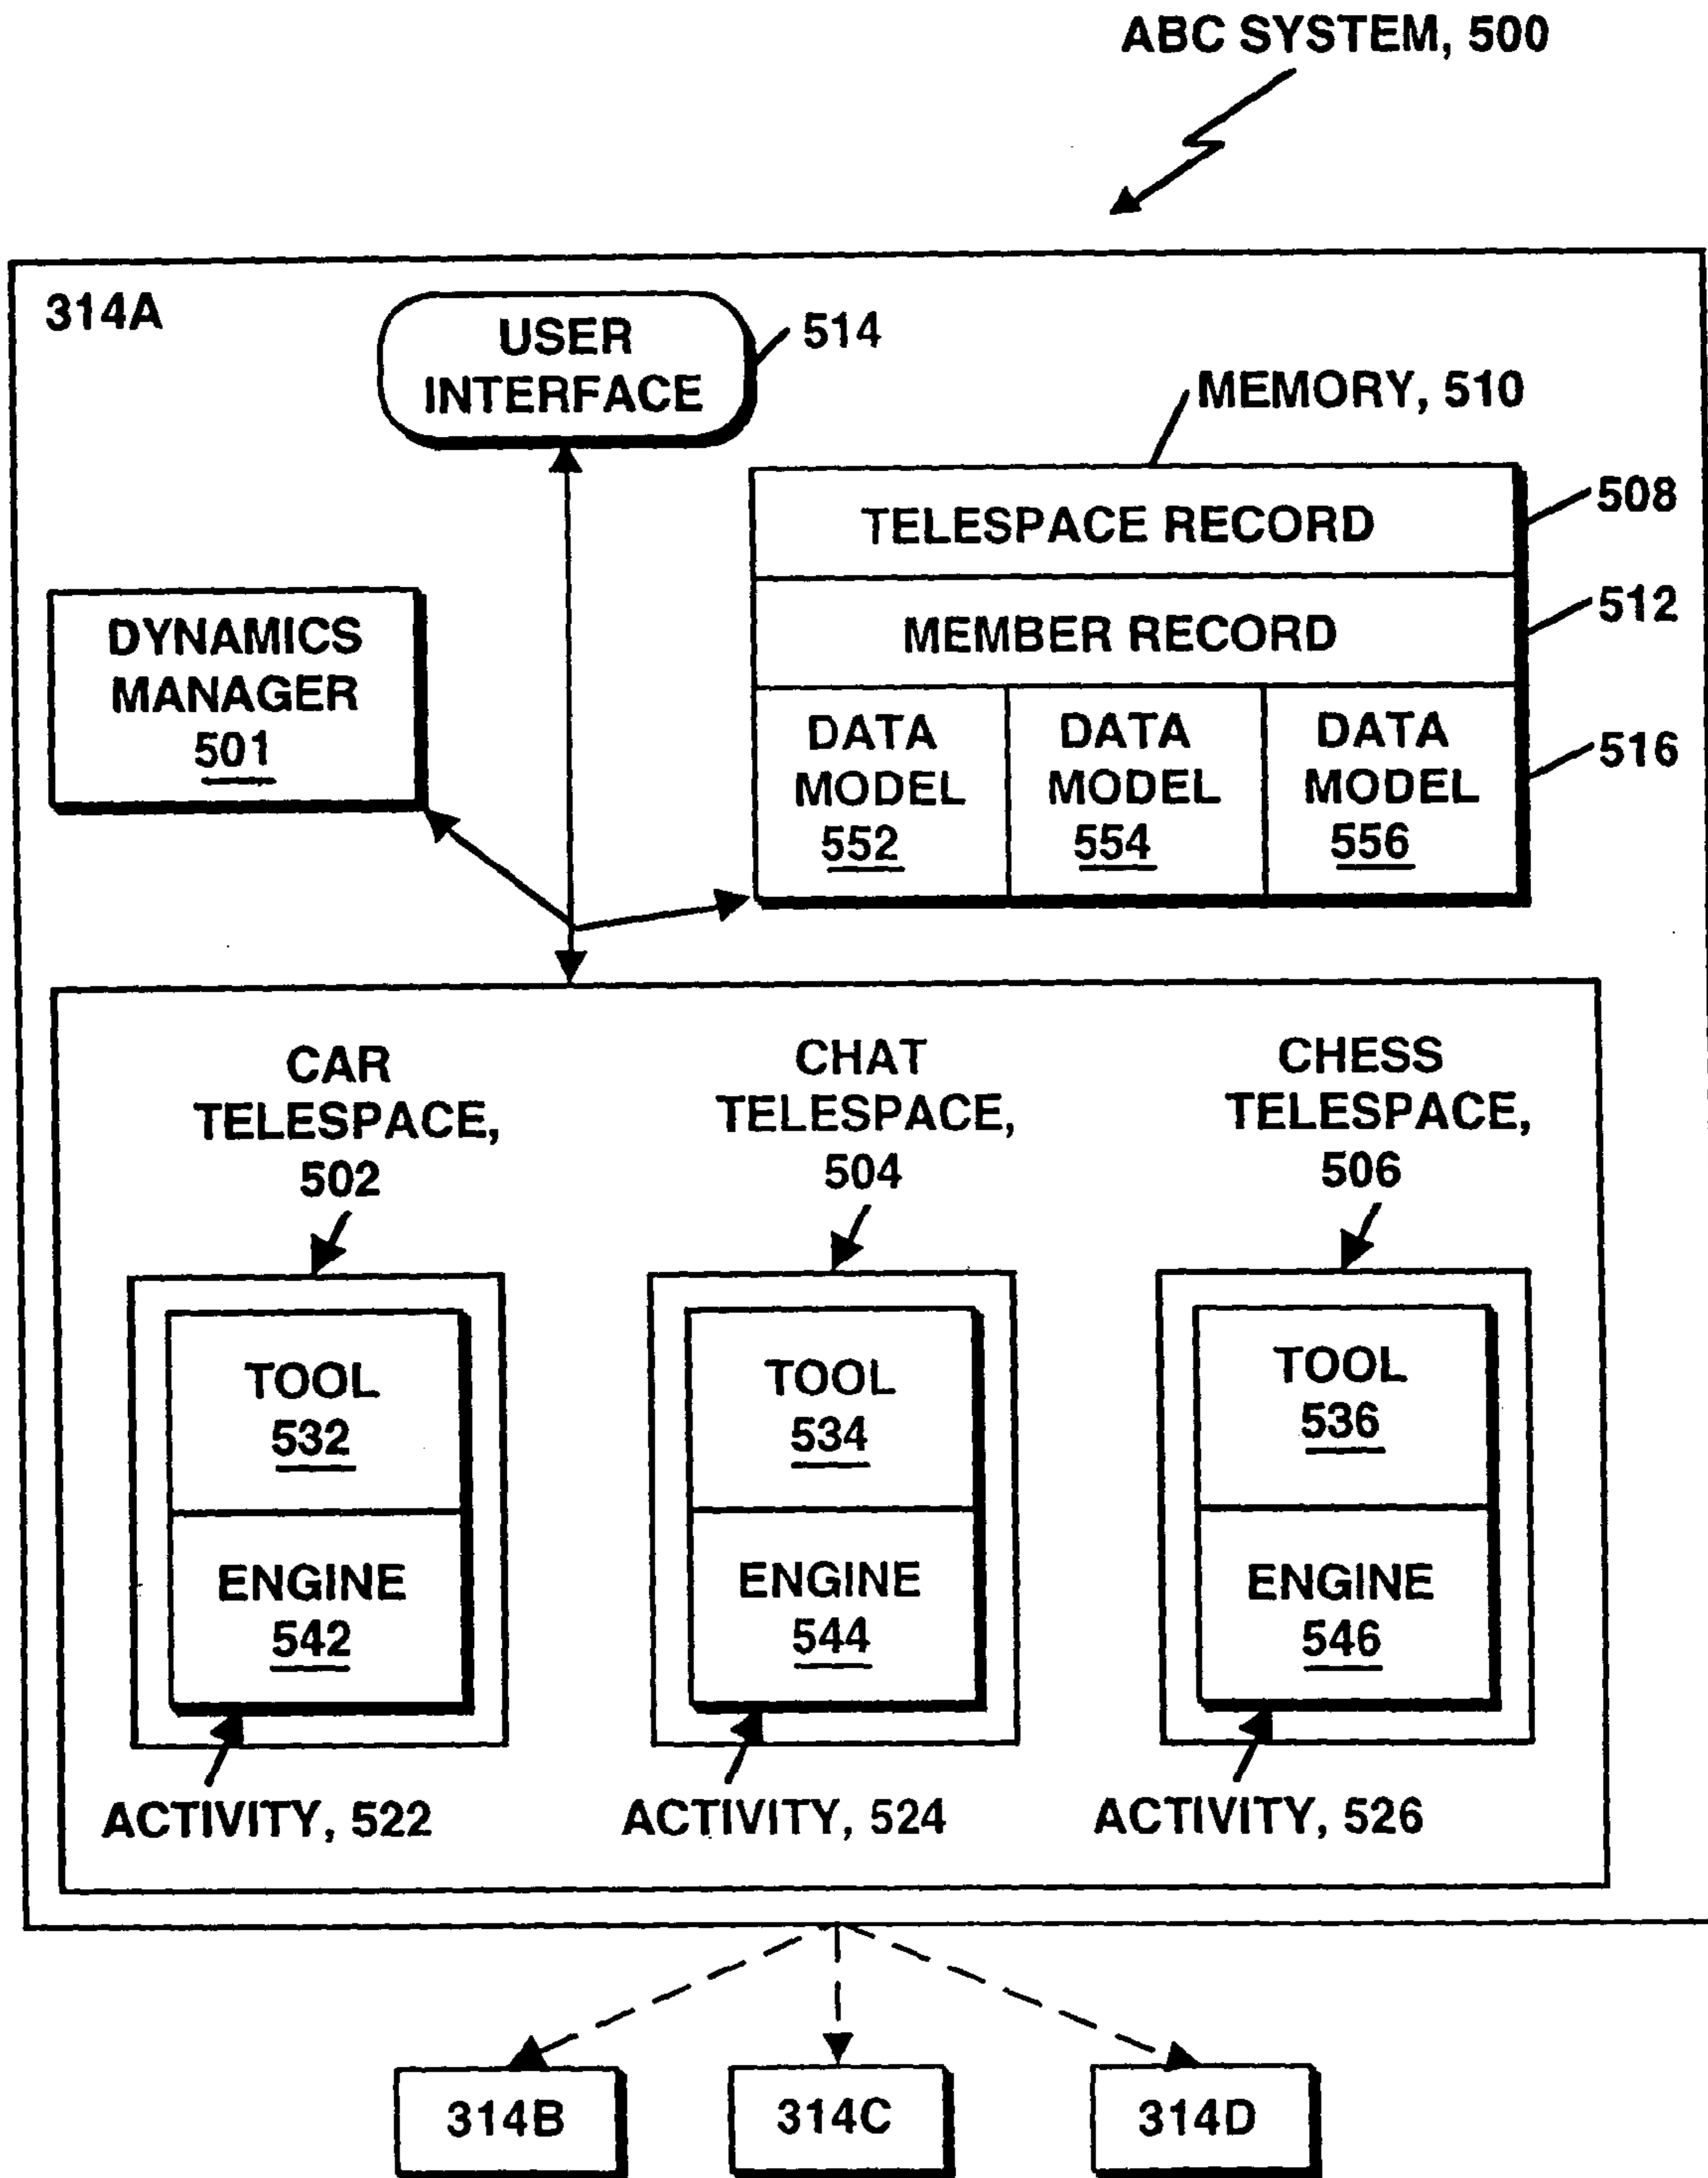 ABC SYSTEM, 500
314A
USER
INTERFACE
514
MEMORY, 510
TELESPACE RECORD
508
MEMBER RECORD
512
DYNAMICS
MANAGER
501
DATA
MODEL
552
DATA
MODEL
554
DATA
MODEL
556
516
CAR
TELESPACE,
502
CHAT
TELESPACE,
504
CHESS
TELESPACE,
506
TOOL
532
ENGINE
542
TOOL
534
ENGINE
544
TOOL
536
ENGINE
546
ACTIVITY, 522
ACTIVITY, 524
ACTIVITY, 526
314B
314C
314D